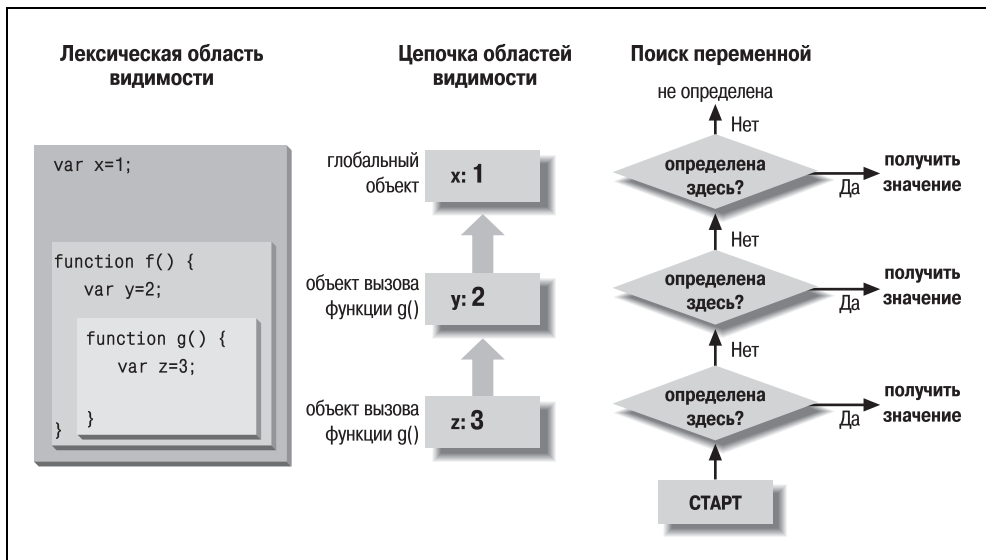 Лексическая область
видимости
var x=1;
function f() {
var y=2;
function g() {
var z=3;
}
}
Цепочка областей
видимости
глобальный
объект
x: 1
объект вызова
функции g()
y: 2
объект вызова
функции g()
z: 3
Поиск переменной
не определена
Нет
определена
здесь?
Да
получить
значение
Нет
определена
здесь?
Да
получить
значение
Нет
определена
здесь?
Да
получить
значение
СТАРТ